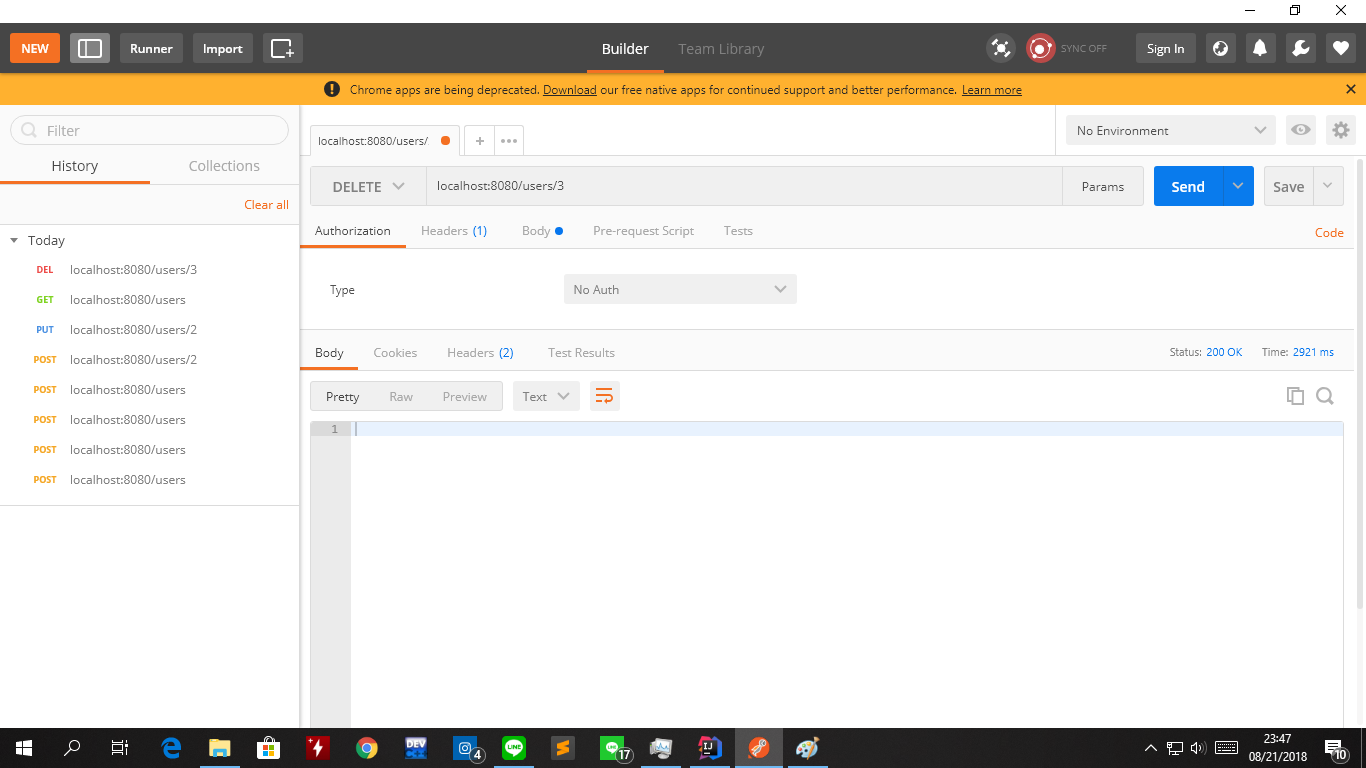 NEW Runner Import Builder Team Library SYNC OFF Sign In
Chrome apps are being deprecated. Download our free native apps for continued support and better performance. Learn more
Filter
History Collections
Clear all
Today
DEL localhost:8080/users/3
GET localhost:8080/users
PUT localhost:8080/users/2
POST localhost:8080/users/2
POST localhost:8080/users
POST localhost:8080/users
POST localhost:8080/users
POST localhost:8080/users
localhost:8080/users/
No Environment
DELETE localhost:8080/users/3 Params Send Save
Authorization Headers (1) Body Pre-request Script Tests Code
Type No Auth
Body Cookies Headers (2) Test Results Status: 200 OK Time: 2921 ms
Pretty Raw Preview Text
1
DEV 4 LINE 17 IJ 23:47
08/21/2018 10